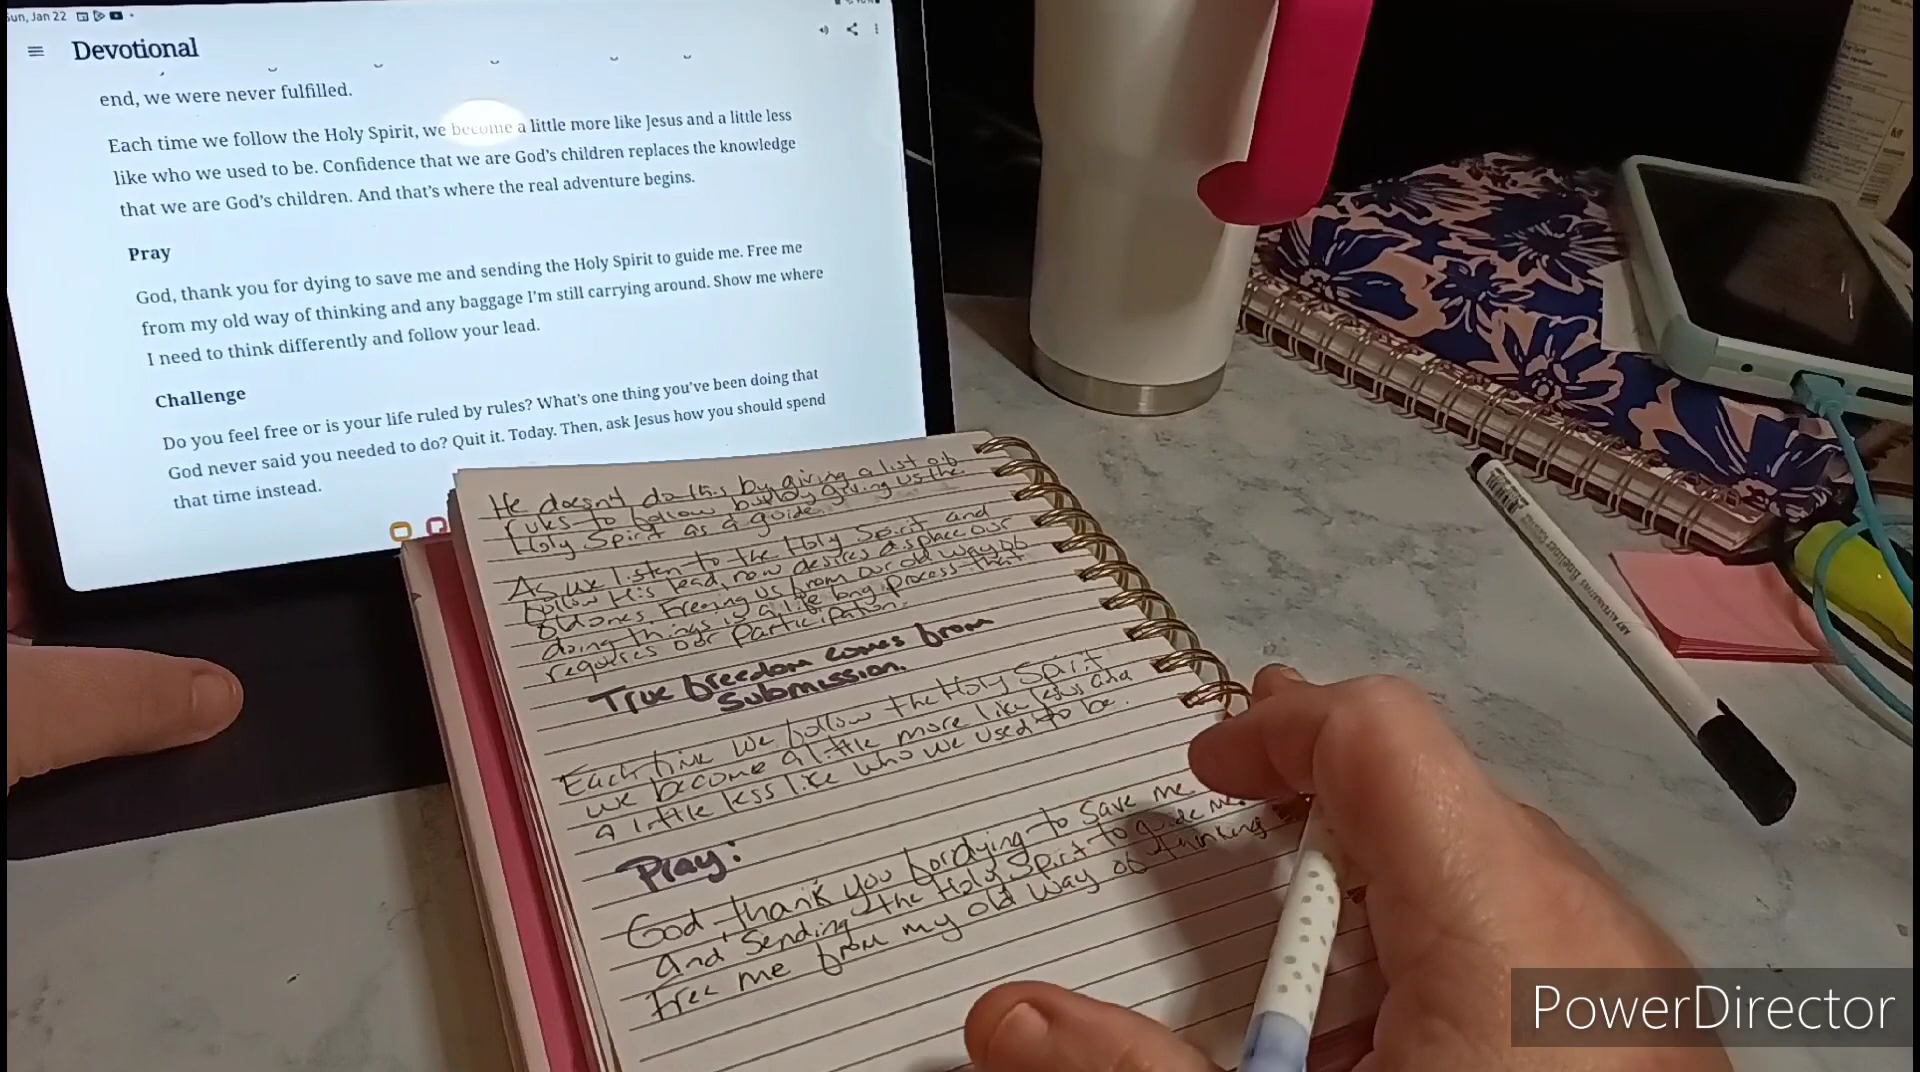 Sun, Jan 22
Devotional
end, we were never fulfilled.
Each time we follow the Holy Spirit, we become a little more like Jesus and a little less
like who we used to be. Confidence that we are God's children replaces the knowledge
that we are God's children. And that's where the real adventure begins.
Pray
God, thank you for dying to save me and sending the Holy Spirit to guide me. Free me
from my old way of thinking and any baggage I'm still carrying around. Show me where
I need to think differently and follow your lead.
Challenge
Do you feel free or is your life ruled by rules? What's one thing you've been doing that
God never said you needed to do? Quit it. Today. Then, ask Jesus how you should spend
that time instead.
He doesn't do this by giving a list of
rules to follow but by giving us the
Holy Spirit as a guide.
As we listen to the Holy Spirit and
follow His lead, new desires displace our
old ones. Freeing us from our old way of
doing things is a life long process that
requires our participation.
True freedom comes from
submission.
Each time we follow the Holy Spirit
we become a little more like Jesus and
a little less like who we used to be.
Pray:
God, thank you for dying to save me
and sending the Holy Spirit to guide me.
Free me from my old way of thinking
PowerDirector